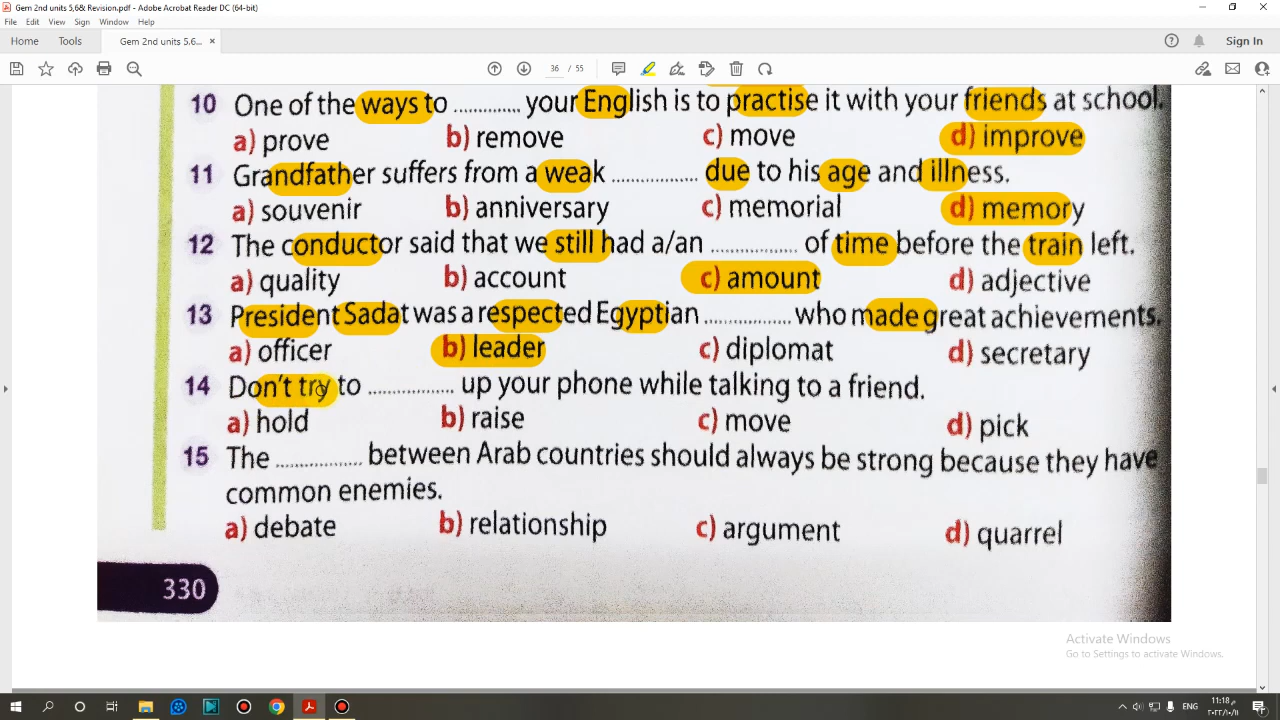 Gem 2nd units 5,6& Revision.pdf - Adobe Acrobat Reader DC (64-bit)
File Edit View Sign Window Help
Home Tools Gem 2nd units 5,6... × Sign In
36 / 55
10 One of the ways to ............ your English is to practise it with your friends at school.
a) prove b) remove c) move d) improve
11 Grandfather suffers from a weak ............... due to his age and illness.
a) souvenir b) anniversary c) memorial d) memory
12 The conductor said that we still had a/an ............... of time before the train left.
a) quality b) account c) amount d) adjective
13 President Sadat was a respected Egyptian ............... who made great achievements.
a) officer b) leader c) diplomat d) secretary
14 Don't try to ............... up your phone while talking to a friend.
a) hold b) raise c) move d) pick
15 The ............... between Arab countries should always be strong because they have
common enemies.
a) debate b) relationship c) argument d) quarrel
330
Activate Windows
Go to Settings to activate Windows.
ENG
11:18 م